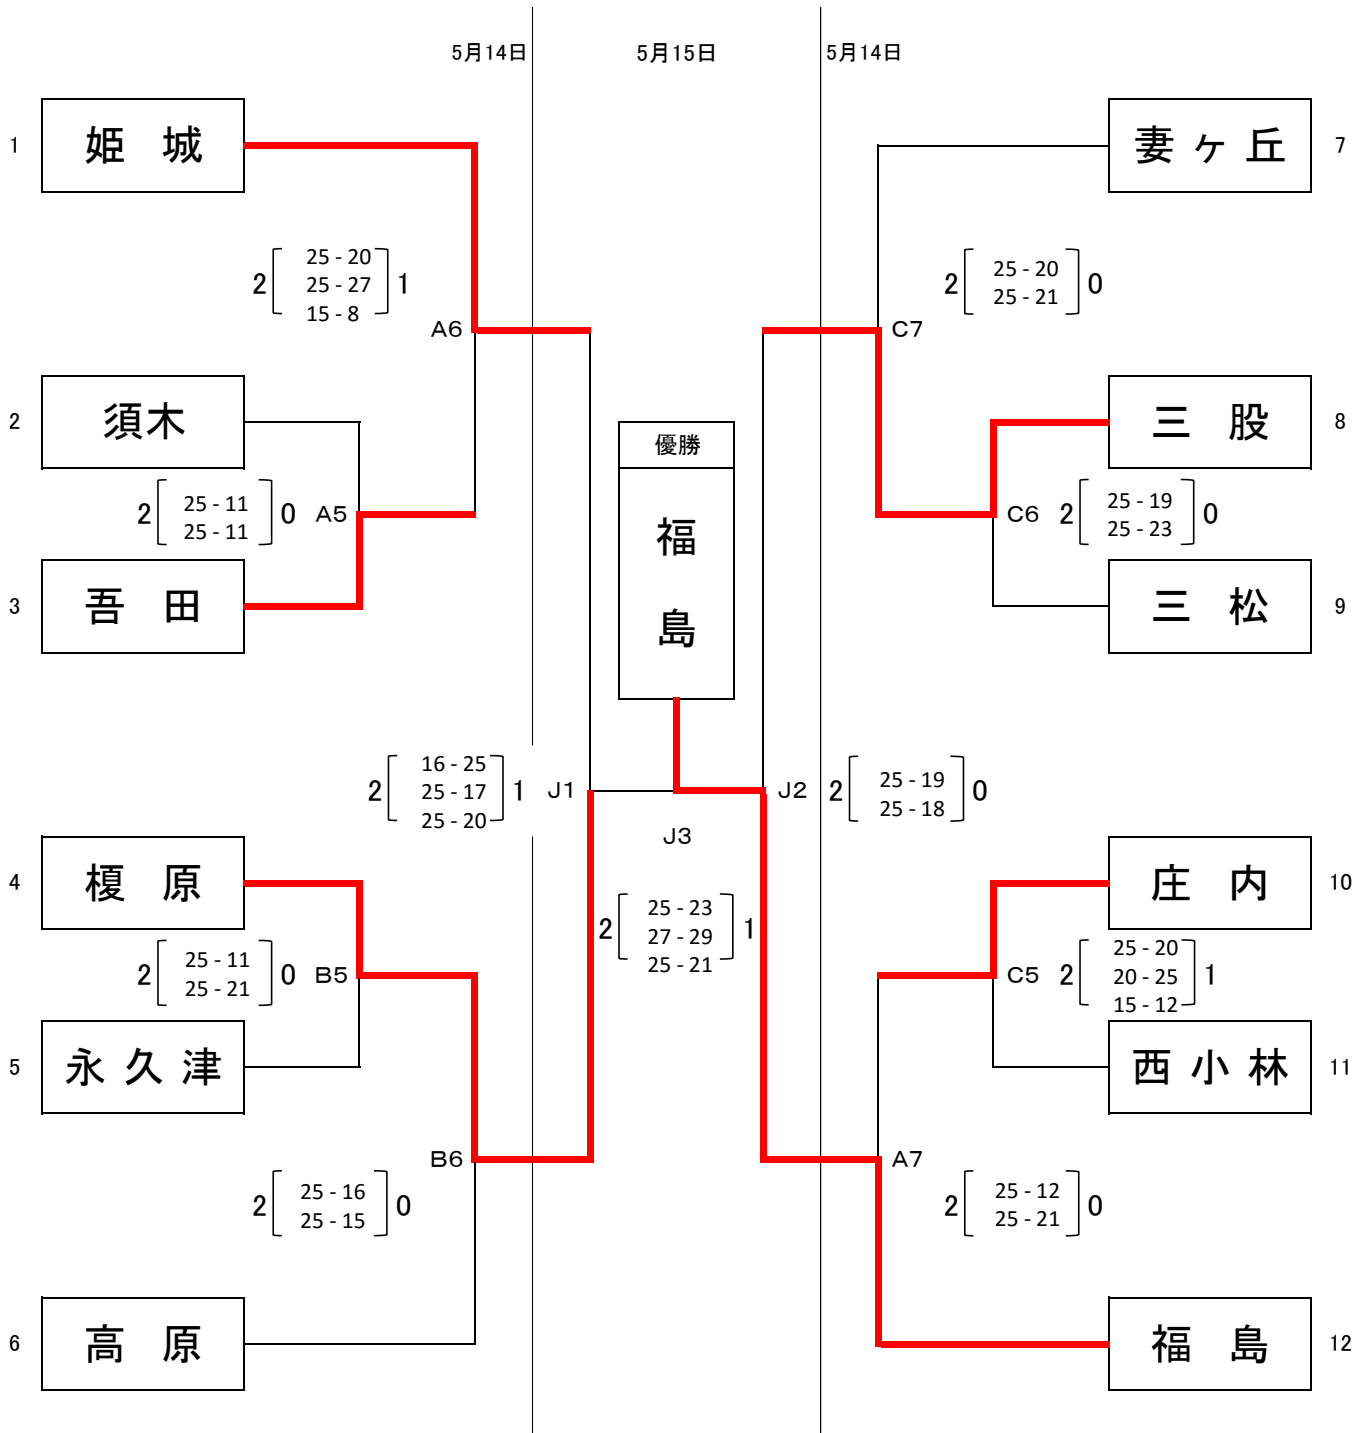 5月14日 5月15日 5月14日
1 姫 城
妻 ヶ 丘 7
2 25 - 20 1
25 - 27
15 - 8
2 25 - 20 0
25 - 21
A6
C7
2 須木
優勝
三 股 8
2 25 - 11 0 A5
25 - 11
C6 2 25 - 19 0
25 - 23
福
島
3 吾 田
三 松 9
2 16 - 25 1 J1
25 - 17
25 - 20
J2 2 25 - 19 0
25 - 18
J3
4 榎 原
庄 内 10
2 25 - 23 1
27 - 29
25 - 21
2 25 - 11 0 B5
25 - 21
C5 2 25 - 20 1
20 - 25
15 - 12
5 永 久 津
西 小 林 11
B6
A7
2 25 - 16 0
25 - 15
2 25 - 12 0
25 - 21
6 高 原
福 島 12